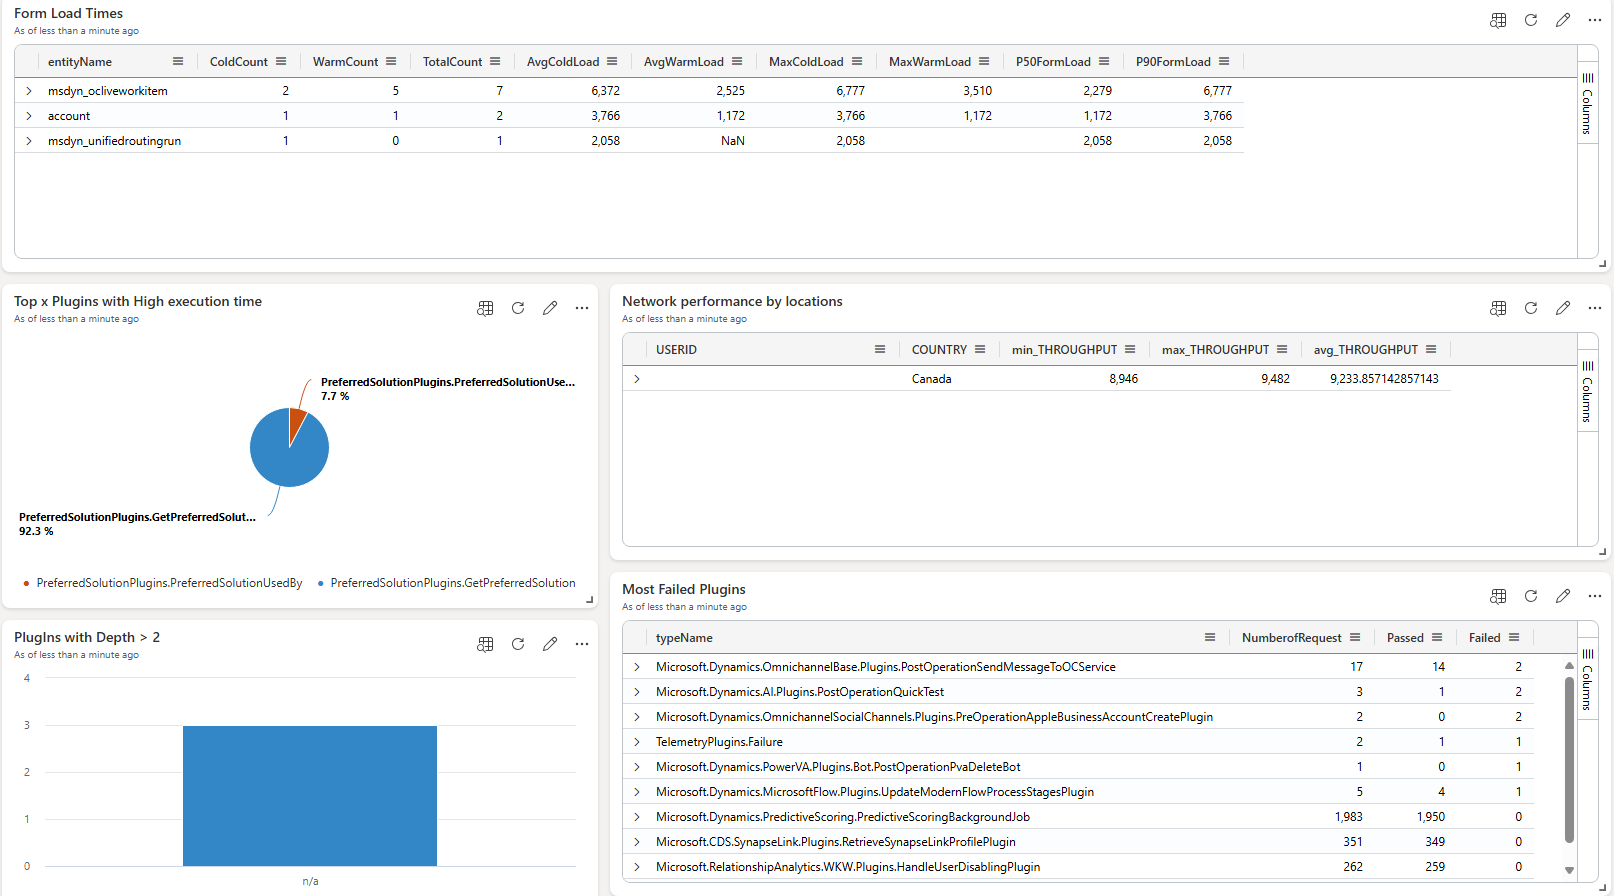 Form Load Times
As of less than a minute ago
entityName ColdCount WarmCount TotalCount AvgColdLoad AvgWarmLoad MaxColdLoad MaxWarmLoad P50FormLoad P90FormLoad
msdyn_ocliveworkitem 2 5 7 6,372 2,525 6,777 3,510 2,279 6,777
account 1 1 2 3,766 1,172 3,766 1,172 1,172 3,766
msdyn_unifiedroutingrun 1 0 1 2,058 NaN 2,058 2,058 2,058
Columns
Top x Plugins with High execution time
As of less than a minute ago
PreferredSolutionPlugins.PreferredSolutionUse...
7.7 %
PreferredSolutionPlugins.GetPreferredSolut...
92.3 %
PreferredSolutionPlugins.PreferredSolutionUsedBy PreferredSolutionPlugins.GetPreferredSolution
Network performance by locations
As of less than a minute ago
USERID COUNTRY min_THROUGHPUT max_THROUGHPUT avg_THROUGHPUT
Canada 8,946 9,482 9,233.857142857143
Columns
PlugIns with Depth > 2
As of less than a minute ago
4
3
2
1
0
n/a
Most Failed Plugins
As of less than a minute ago
typeName NumberofRequest Passed Failed
Microsoft.Dynamics.OmnichannelBase.Plugins.PostOperationSendMessageToOCService 17 14 2
Microsoft.Dynamics.AI.Plugins.PostOperationQuickTest 3 1 2
Microsoft.Dynamics.OmnichannelSocialChannels.Plugins.PreOperationAppleBusinessAccountCreatePlugin 2 0 2
TelemetryPlugins.Failure 2 1 1
Microsoft.Dynamics.PowerVA.Plugins.Bot.PostOperationPvaDeleteBot 1 0 1
Microsoft.Dynamics.MicrosoftFlow.Plugins.UpdateModernFlowProcessStagesPlugin 5 4 1
Microsoft.Dynamics.PredictiveScoring.PredictiveScoringBackgroundJob 1,983 1,950 0
Microsoft.CDS.SynapseLink.Plugins.RetrieveSynapseLinkProfilePlugin 351 349 0
Microsoft.RelationshipAnalytics.WKW.Plugins.HandleUserDisablingPlugin 262 259 0
Columns